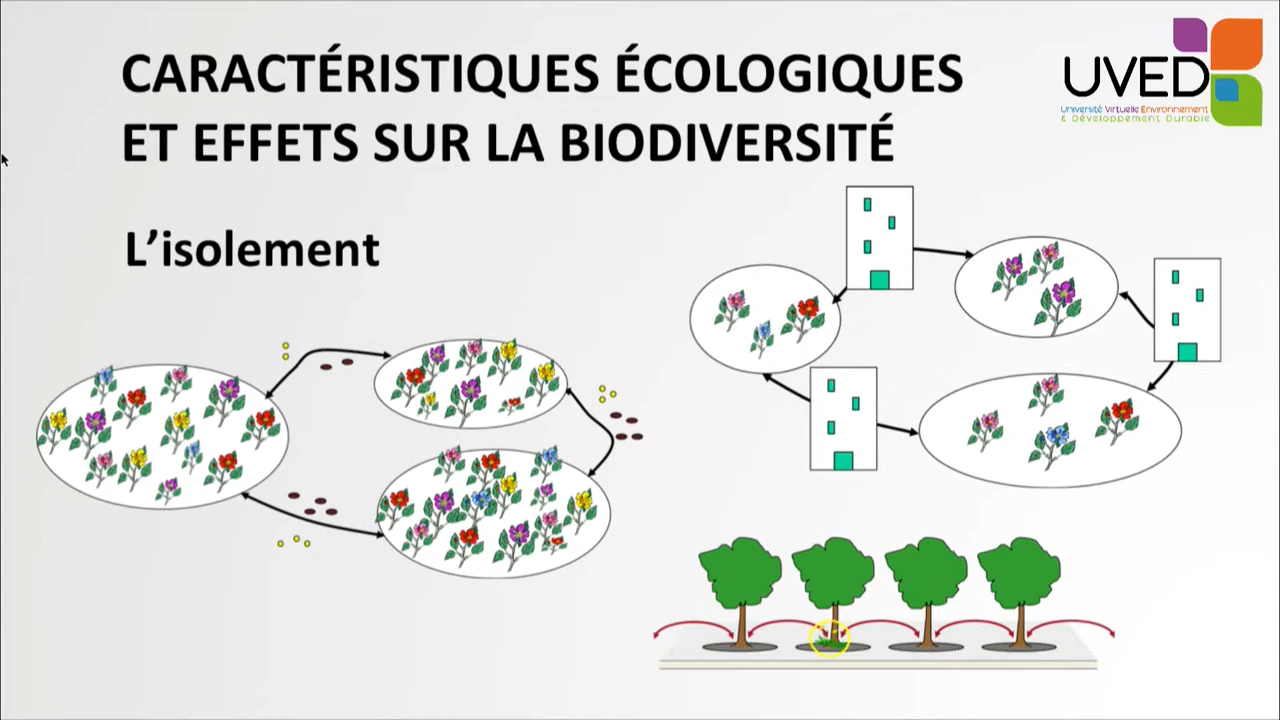 CARACTÉRISTIQUES ÉCOLOGIQUES
ET EFFETS SUR LA BIODIVERSITÉ
UVED
Université Virtuelle Environnement
& Développement Durable
L’isolement